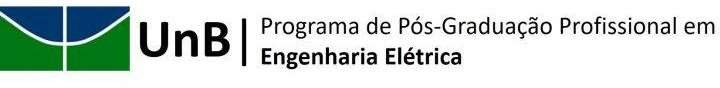 UnB
Programa de Pós-Graduação Profissional em
Engenharia Elétrica